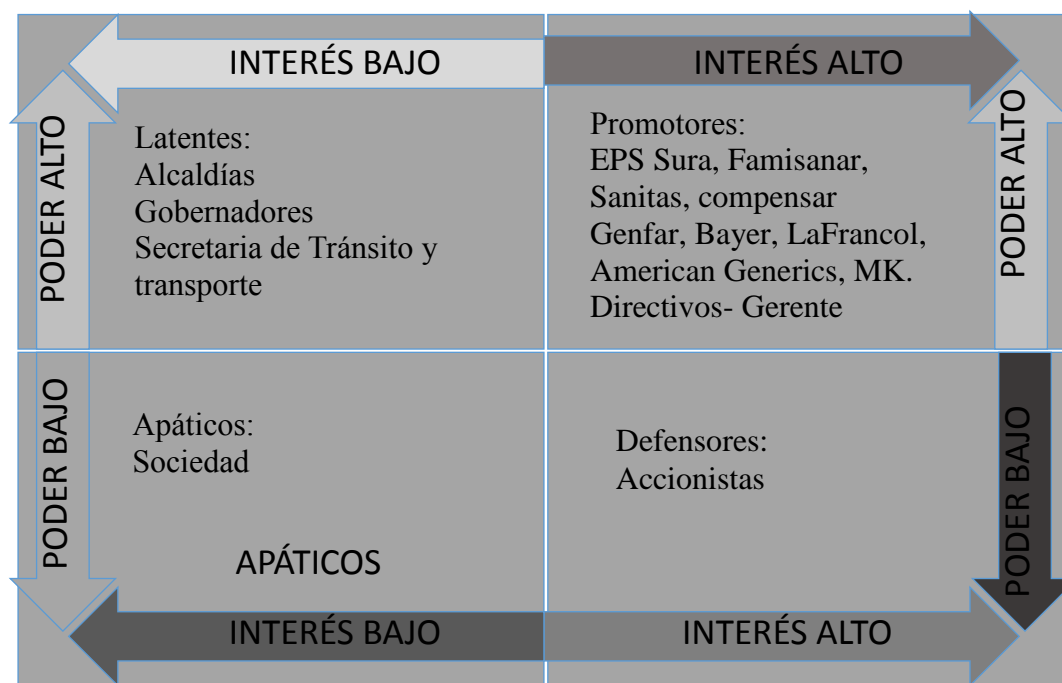 INTERÉS BAJO
INTERÉS ALTO
PODER ALTO
Latentes:
Alcaldías
Gobernadores
Secretaria de Tránsito y
transporte
Promotores:
EPS Sura, Famisanar,
Sanitas, compensar
Genfar, Bayer, LaFrancol,
American Generics, MK.
Directivos- Gerente
PODER ALTO
PODER BAJO
Apáticos:
Sociedad
APÁTICOS
Defensores:
Accionistas
PODER BAJO
INTERÉS BAJO
INTERÉS ALTO